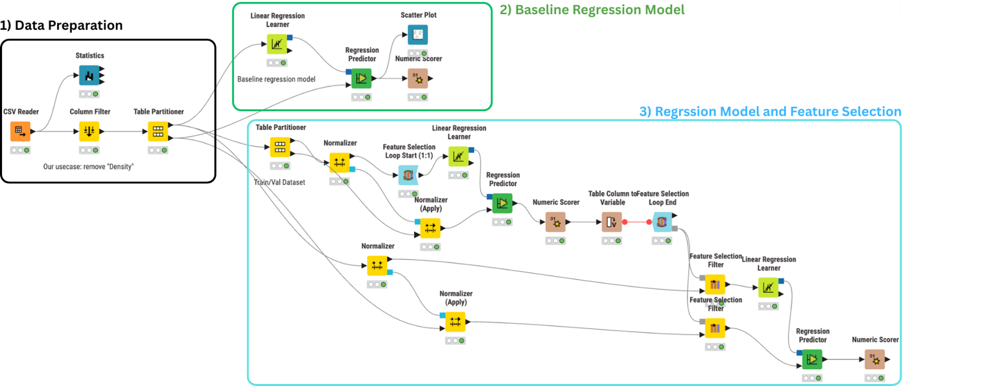 1) Data Preparation
Statistics
CSV Reader
Column Filter
Table Partitioner
Our usecase: remove "Density"
2) Baseline Regression Model
Linear Regression
Learner
Scatter Plot
Regression
Predictor
Numeric Scorer
Baseline regression model
3) Regrssion Model and Feature Selection
Table Partitioner
Train/Val Dataset
Normalizer
Feature Selection
Loop Start (1:1)
Linear Regression
Learner
Normalizer
(Apply)
Regression
Predictor
Numeric Scorer
Table Column to
Variable
Feature Selection
Loop End
Normalizer
Normalizer
(Apply)
Feature Selection
Filter
Linear Regression
Learner
Feature Selection
Filter
Regression
Predictor
Numeric Scorer